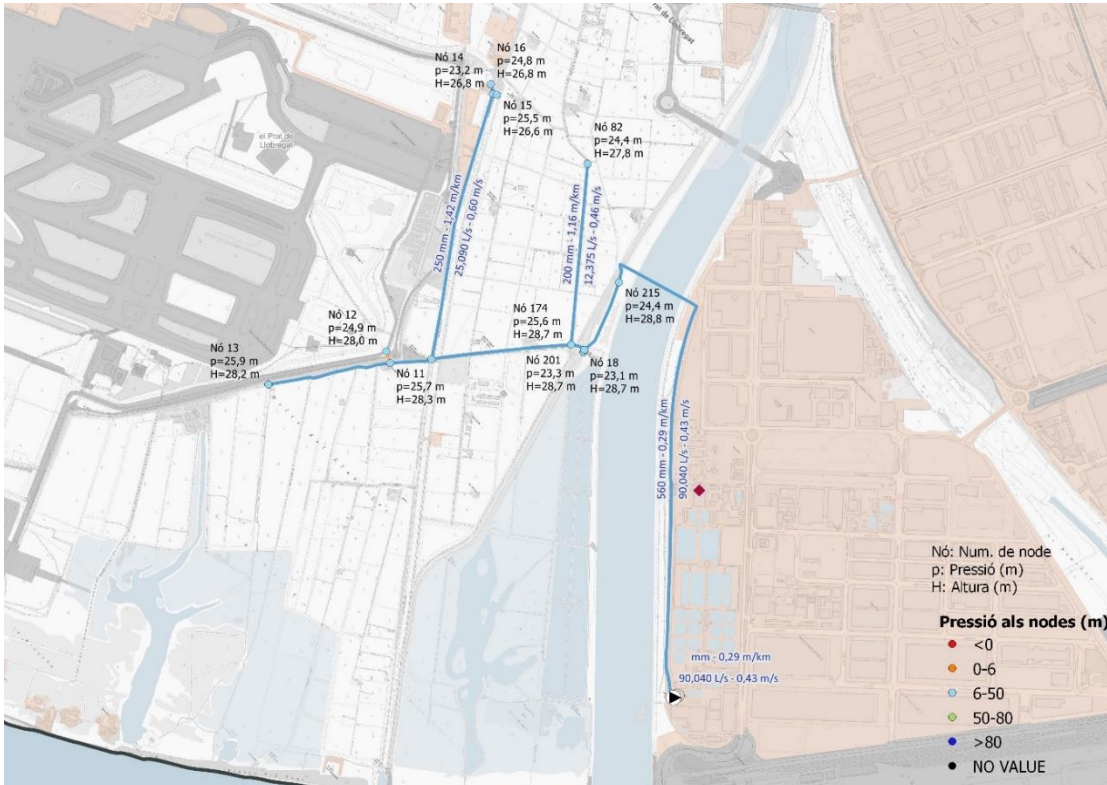 Prat de Llobregat
Nó 14
p=23,2 m
H=26,8 m
Nó 16
p=24,8 m
H=26,8 m
Nó 15
p=25,5 m
H=26,6 m
el Prat de
Llobregat
Nó 82
p=24,4 m
H=27,8 m
250 mm - 1,42 m/km
25,090 L/s - 0,60 m/s
200 mm - 1,16 m/km
12,375 L/s - 0,46 m/s
Nó 215
p=24,4 m
H=28,8 m
Nó 174
p=25,6 m
H=28,7 m
Nó 12
p=24,9 m
H=28,0 m
Nó 13
p=25,9 m
H=28,2 m
Nó 11
p=25,7 m
H=28,3 m
Nó 201
p=23,3 m
H=28,7 m
Nó 18
p=23,1 m
H=28,7 m
560 mm - 0,29 m/km
90,040 L/s - 0,43 m/s
mm - 0,29 m/km
90,040 L/s - 0,43 m/s
Nó: Num. de node
p: Pressió (m)
H: Altura (m)
Pressió als nodes (m)
<0
0-6
6-50
50-80
>80
NO VALUE